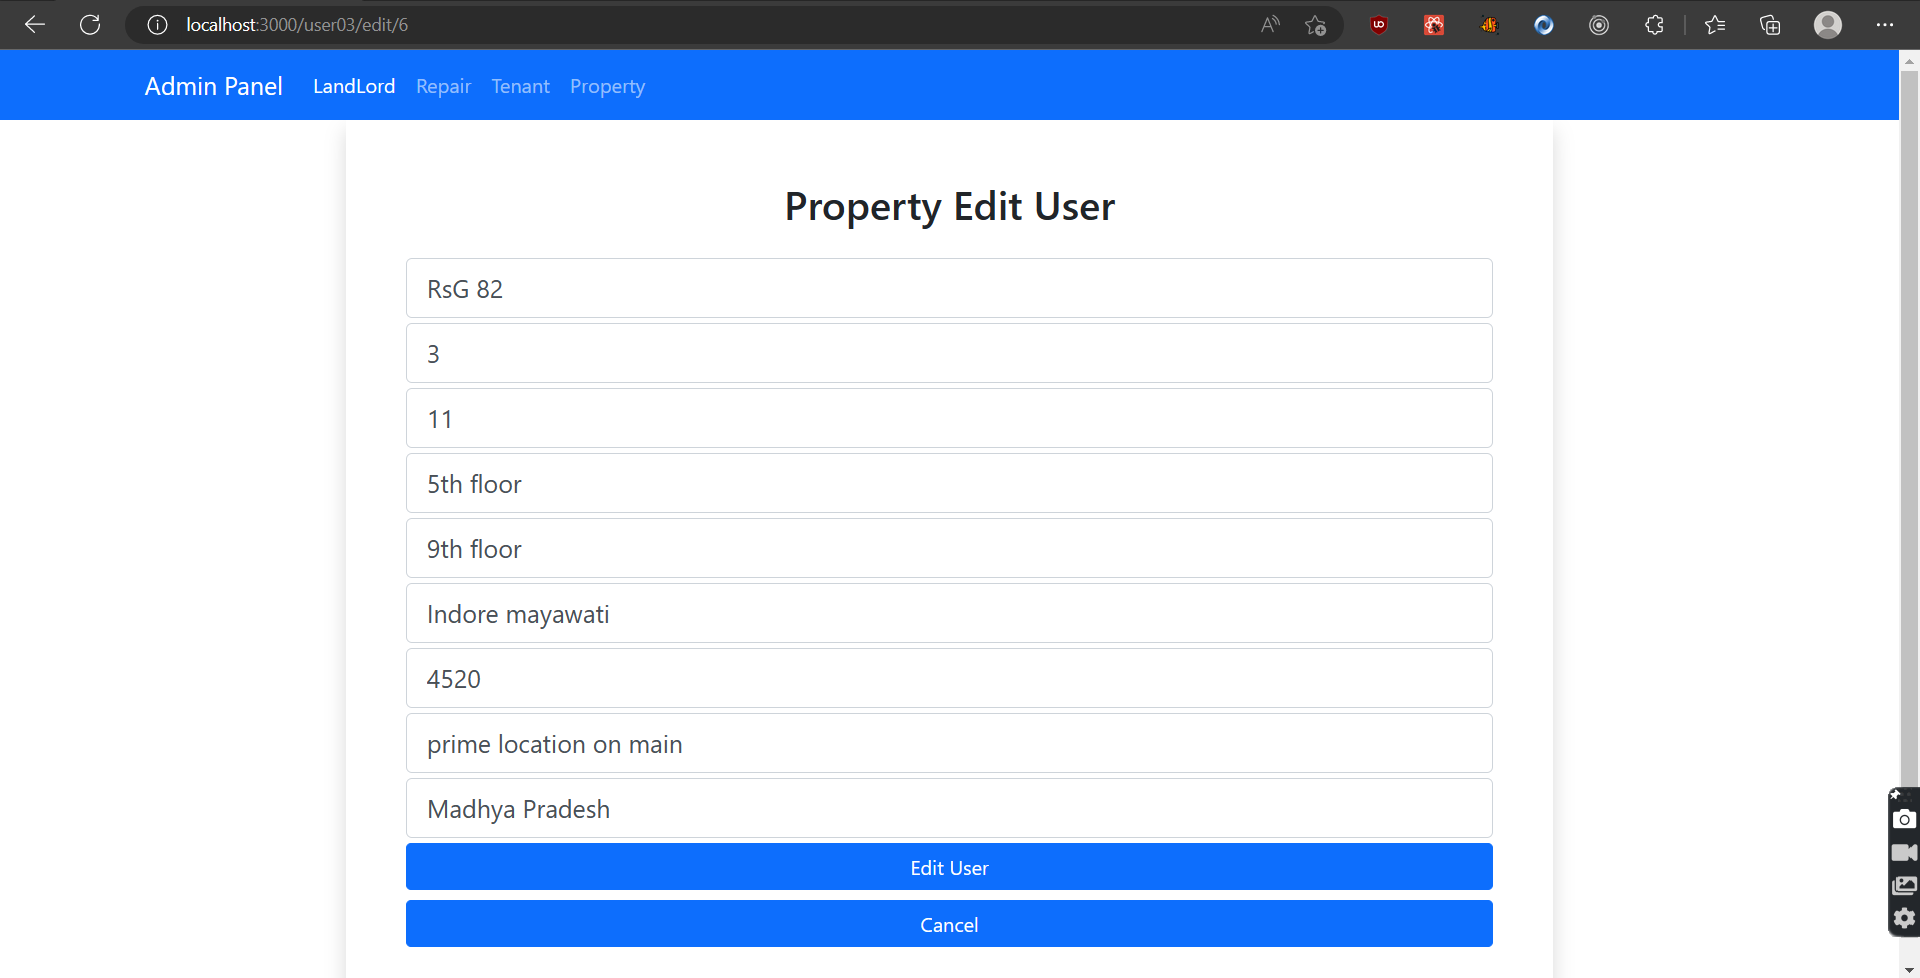 localhost:3000/user03/edit/6
Admin Panel LandLord Repair Tenant Property
Property Edit User
RsG 82
3
11
5th floor
9th floor
Indore mayawati
4520
prime location on main
Madhya Pradesh
Edit User
Cancel